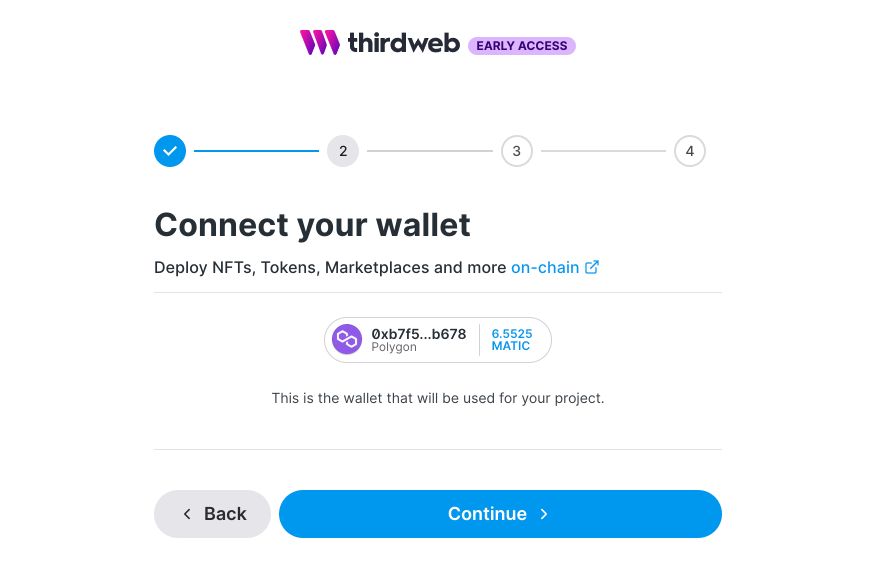 thirdweb EARLY ACCESS
2 3 4
Connect your wallet
Deploy NFTs, Tokens, Marketplaces and more on-chain
0xb7f5...b678
Polygon
6.5525
MATIC
This is the wallet that will be used for your project.
Back
Continue